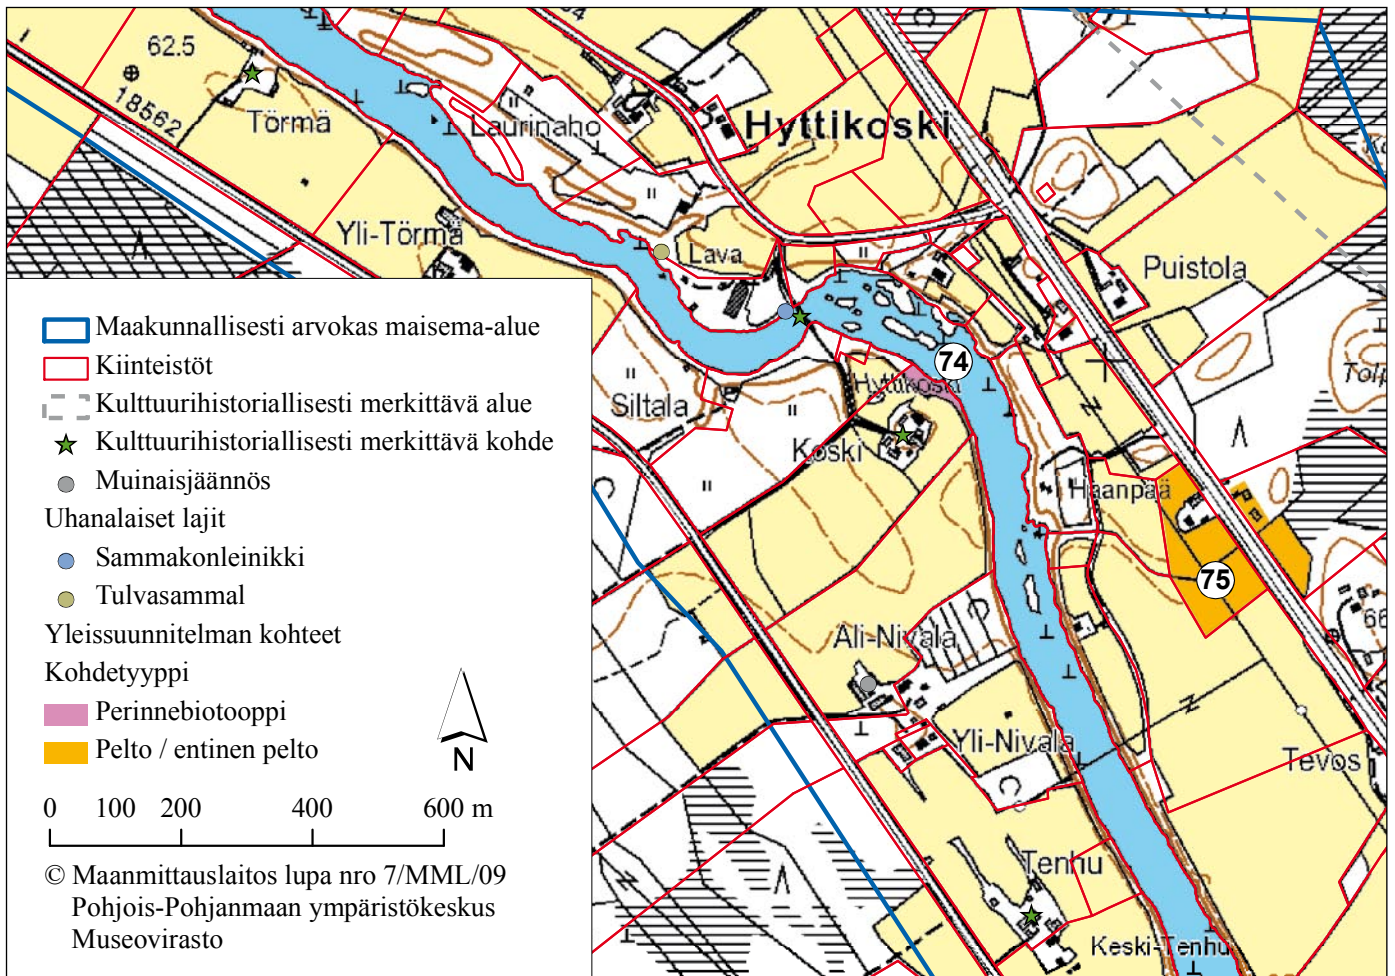 62.5
18562
Törmä
Laurinaho
Hyttikoski
Yli-Törmä
Lava
Puistola
74
Hyttikoski
Siltala
Koski
Haanpää
75
Ali-Nivala
Yli-Nivala
Tevos
Tenhu
Keski-Tenhu
Maakunnallisesti arvokas maisema-alue
Kiinteistöt
Kulttuurihistoriallisesti merkittävä alue
Kulttuurihistoriallisesti merkittävä kohde
Muinaisjäännös
Uhanalaiset lajit
Sammakonleinikki
Tulvasammal
Yleissuunnitelman kohteet
Kohdetyyppi
Perinnebiotooppi
Pelto / entinen pelto
N
0 100 200 400 600 m
© Maanmittauslaitos lupa nro 7/MML/09
Pohjois-Pohjanmaan ympäristökeskus
Museovirasto